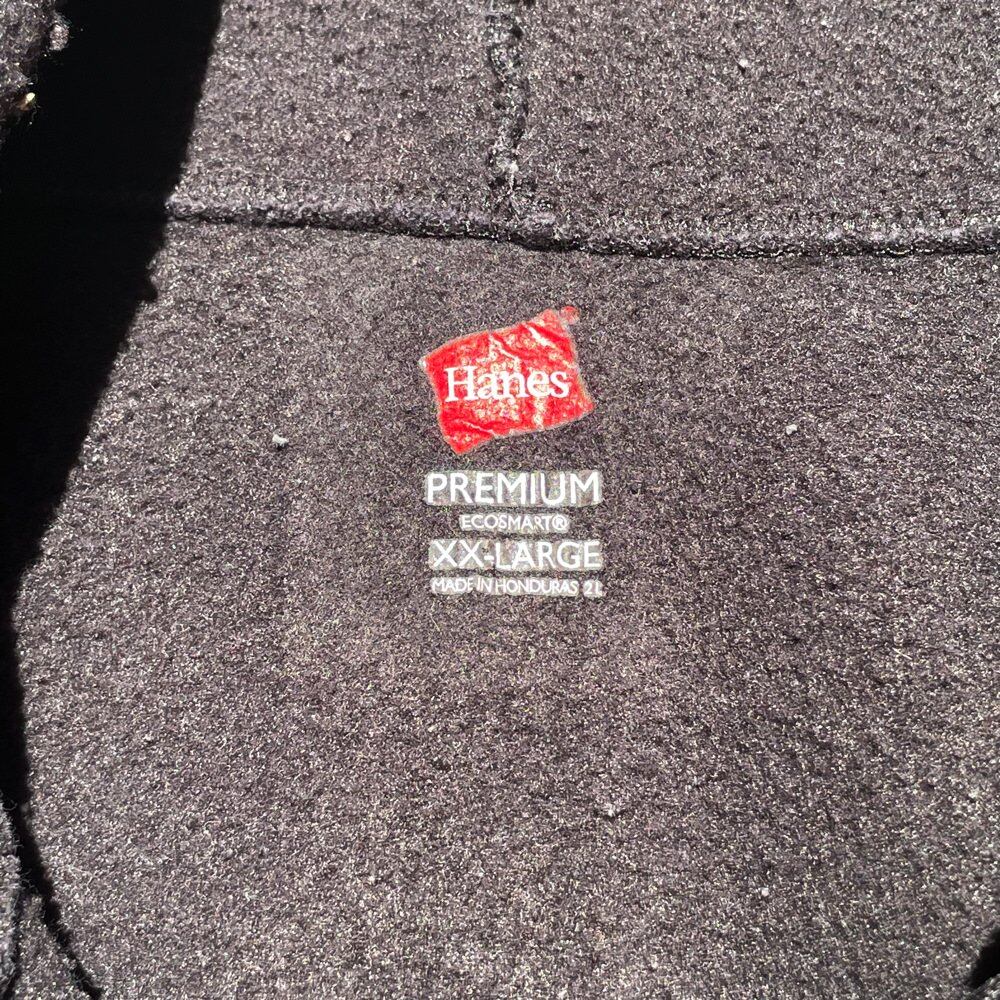 Hanes
PREMIUM
ECOSMART®
XX-LARGE
MADE IN HONDURAS 2L